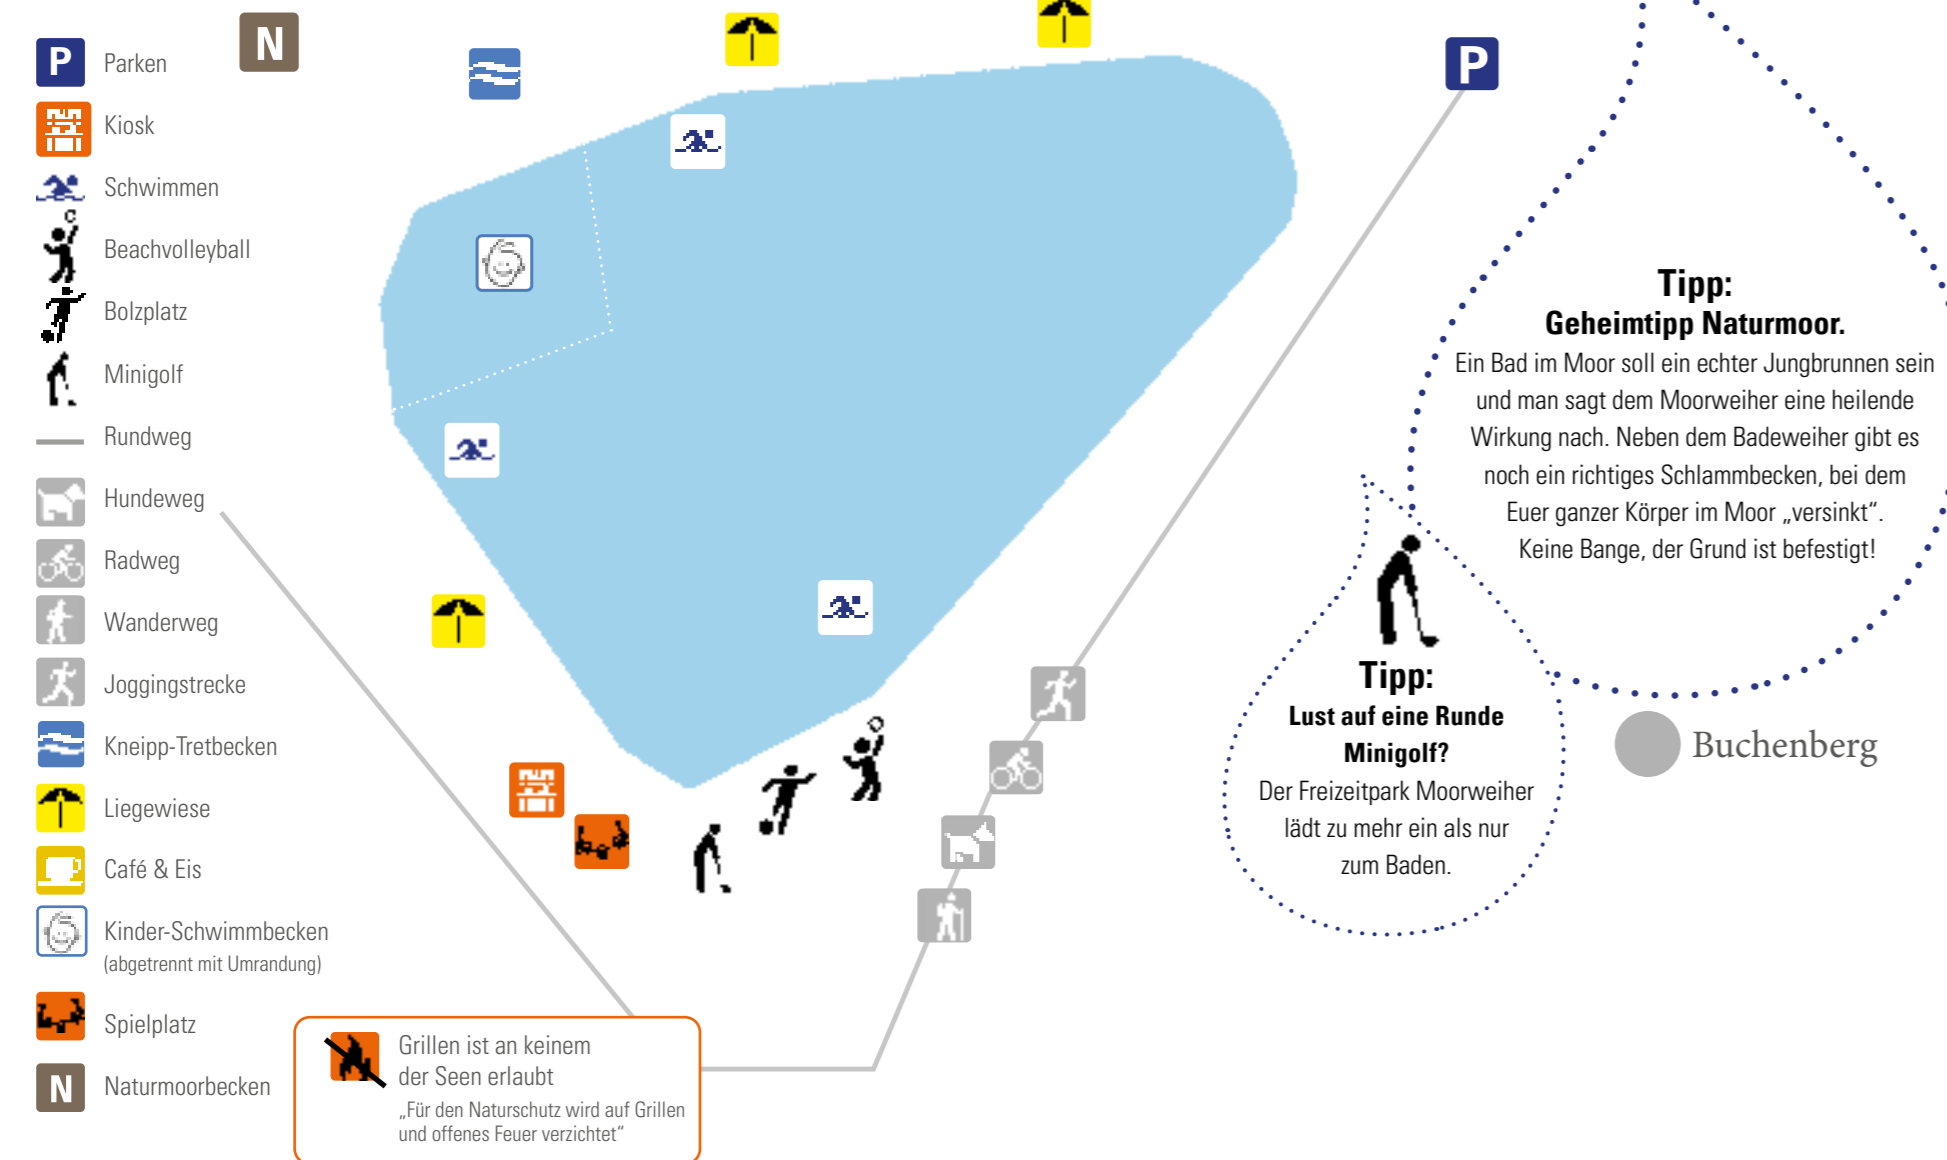 P Parken
Kiosk
Schwimmen
Beachvolleyball
Bolzplatz
Minigolf
Rundweg
Hundeweg
Radweg
Wanderweg
Joggingstrecke
Kneipp-Tretbecken
Liegewiese
Café & Eis
Kinder-Schwimmbecken
(abgetrennt mit Umrandung)
Spielplatz
N Naturmoorbecken
N
P
Grillen ist an keinem
der Seen erlaubt
„Für den Naturschutz wird auf Grillen
und offenes Feuer verzichtet“
Tipp:
Geheimtipp Naturmoor.
Ein Bad im Moor soll ein echter Jungbrunnen sein
und man sagt dem Moorweiher eine heilende
Wirkung nach. Neben dem Badeweiher gibt es
noch ein richtiges Schlammbecken, bei dem
Euer ganzer Körper im Moor „versinkt“.
Keine Bange, der Grund ist befestigt!
Tipp:
Lust auf eine Runde
Minigolf?
Der Freizeitpark Moorweiher
lädt zu mehr ein als nur
zum Baden.
Buchenberg